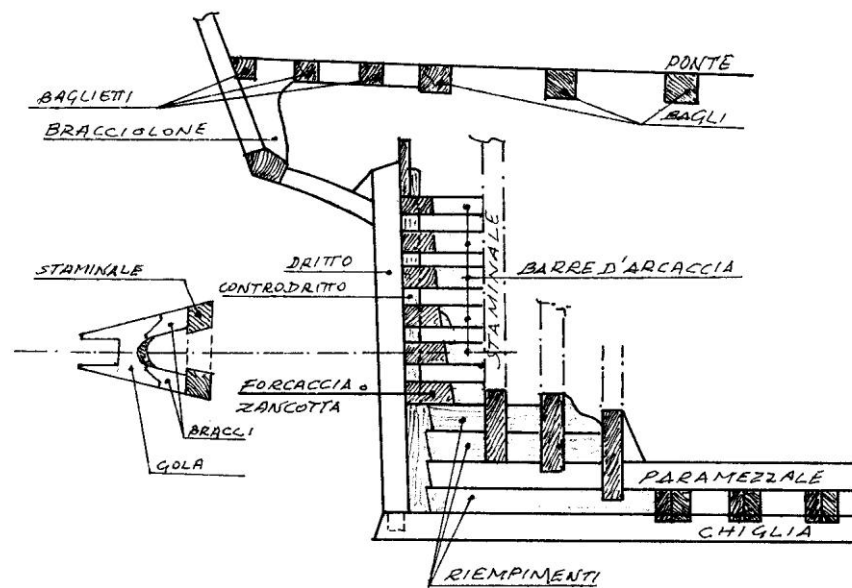 PONTE
BAGLIETTI
BAGLI
BRACCIOLONE
STAMINALE
DRITTO
BARRE D'ARCACCIA
STAMINALE
CONTRODRITTO
FORCACCIA o
ZANCOTTA
BRACCI
GOLA
PARAMEZZALE
CHIGLIA
RIEMPIMENTI